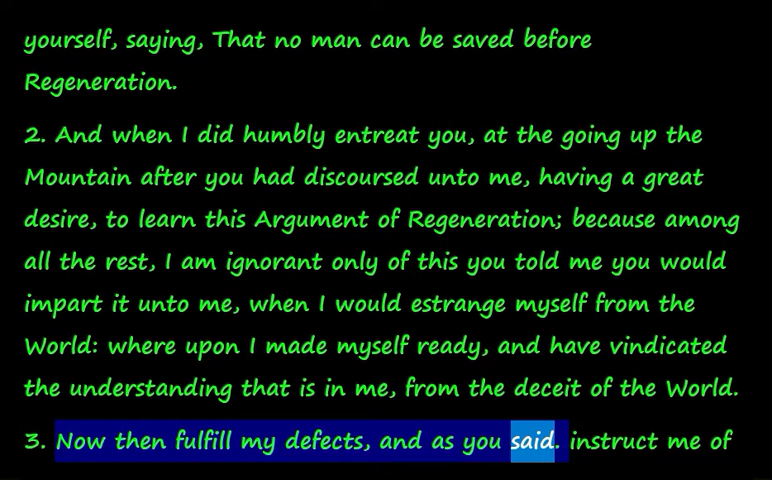 yourself, saying, That no man can be saved before
Regeneration.
2. And when I did humbly entreat you, at the going up the
Mountain after you had discoursed unto me, having a great
desire, to learn this Argument of Regeneration; because among
all the rest, I am ignorant only of this you told me you would
impart it unto me, when I would estrange myself from the
World: where upon I made myself ready, and have vindicated
the understanding that is in me, from the deceit of the World.
3. Now then fulfill my defects, and as you said. instruct me of